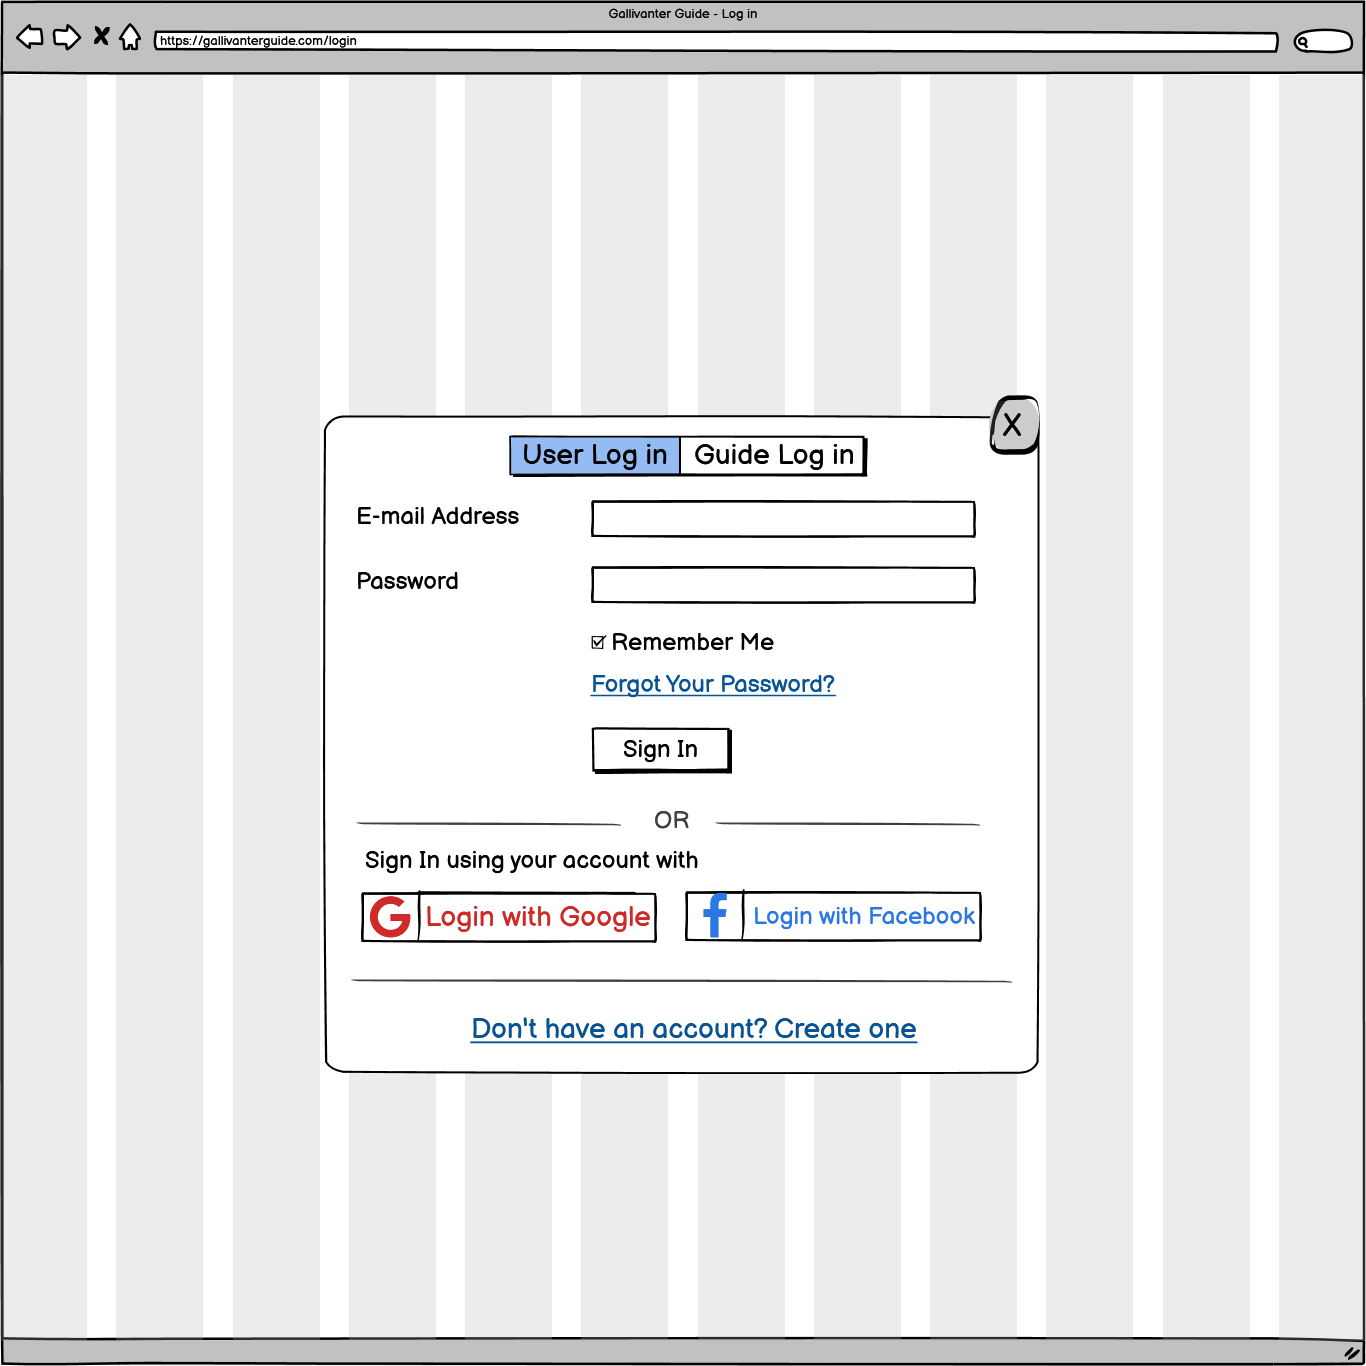 Gallivanter Guide - Log in
https://gallivanterguide.com/login
X
User Log in Guide Log in
E-mail Address
Password
Remember Me
Forgot Your Password?
Sign In
OR
Sign In using your account with
G Login with Google f Login with Facebook
Don't have an account? Create one